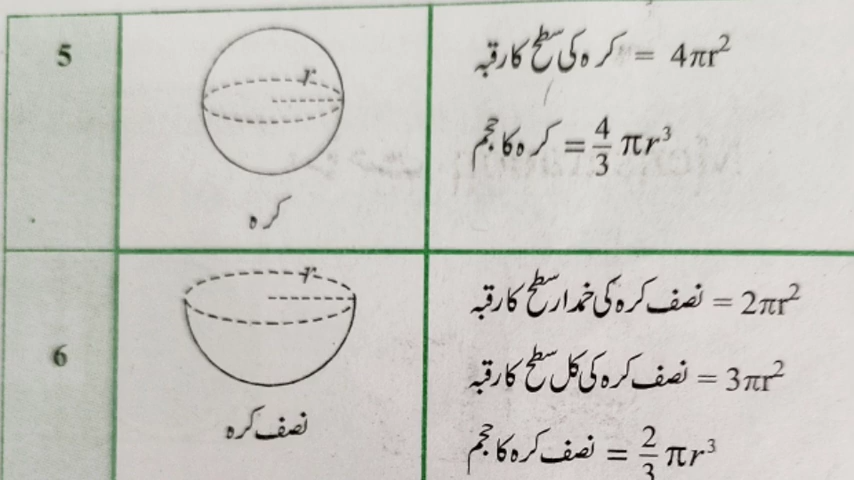 5
r
کرہ
کرہ کی سطح کا رقبہ = 4πr²
کرہ کا حجم = 4/3 πr³
6
r
نصف کرہ
نصف کرہ کی خمدار سطح کا رقبہ = 2πr²
نصف کرہ کی کل سطح کا رقبہ = 3πr²
نصف کرہ کا حجم = 2/3 πr³